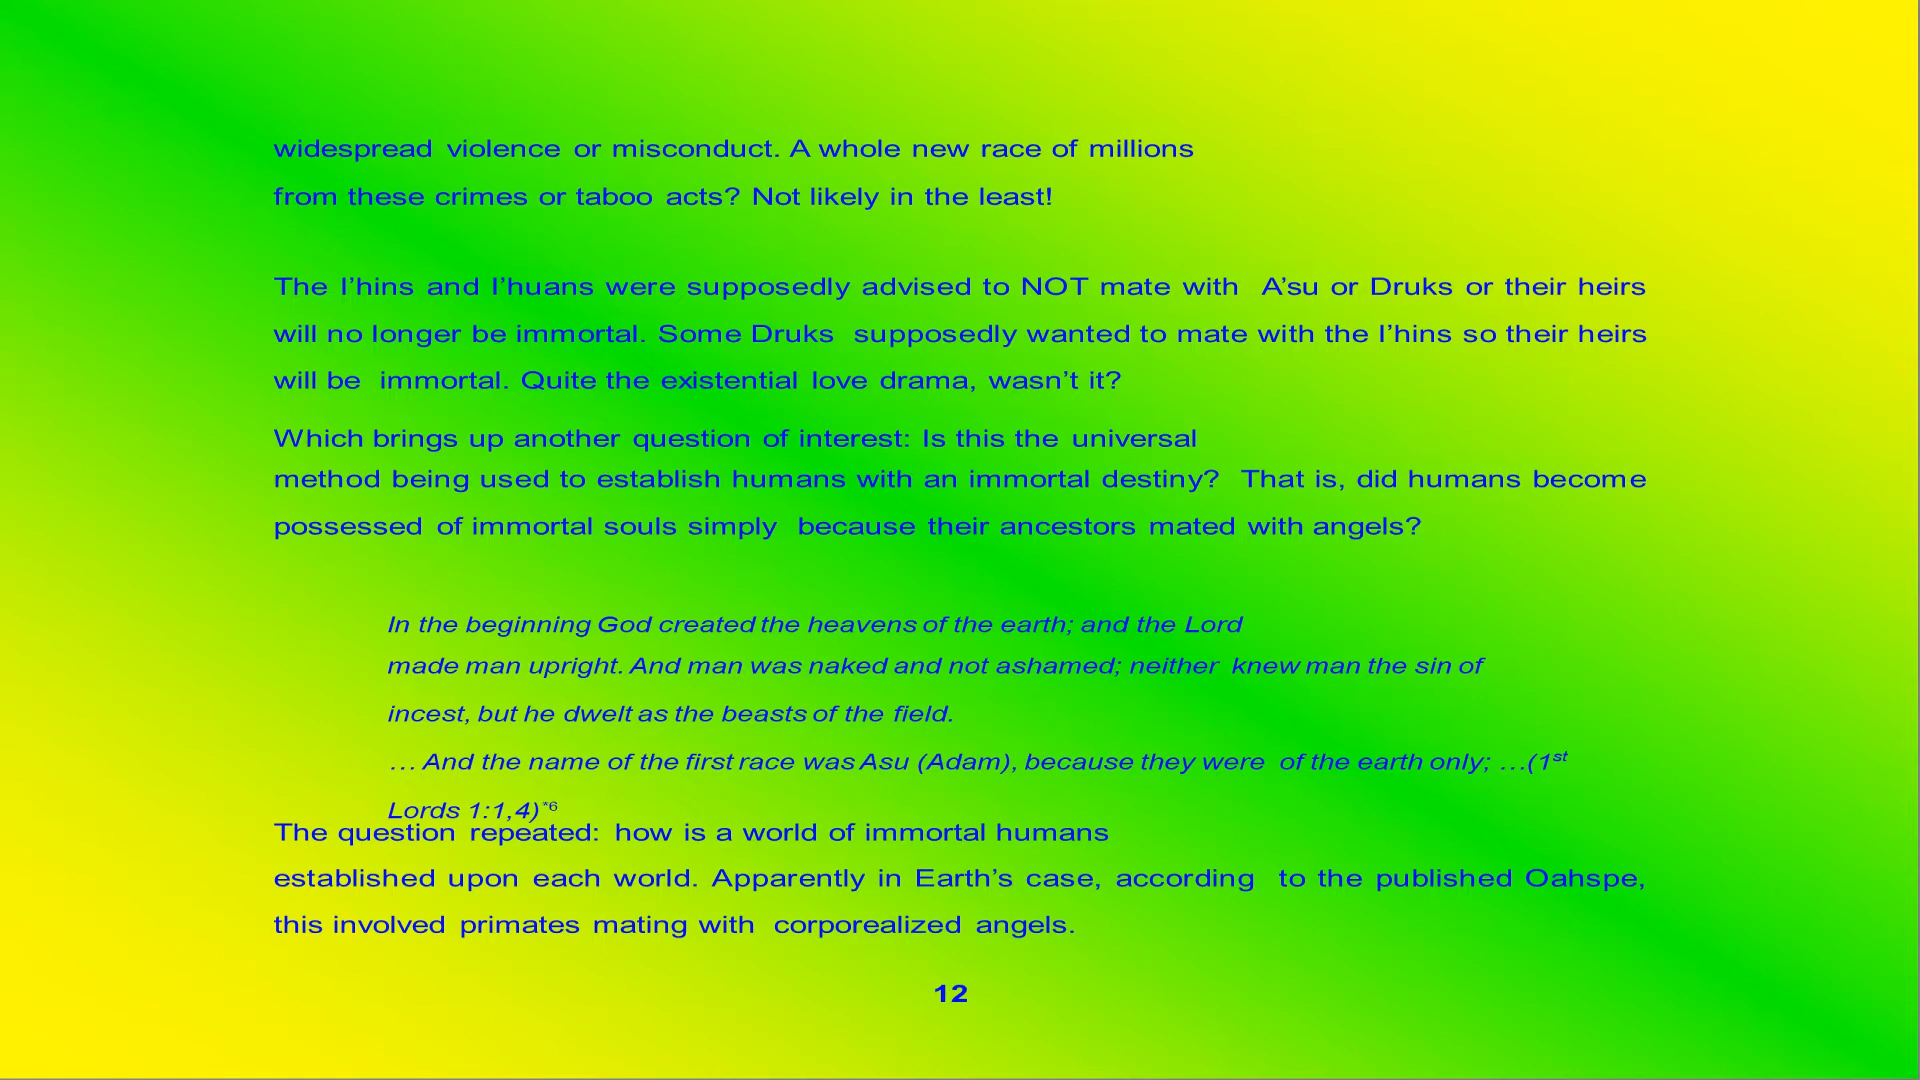 widespread violence or misconduct. A whole new race of millions
from these crimes or taboo acts? Not likely in the least!
The I’hins and I’huans were supposedly advised to NOT mate with A’su or Druks or their heirs
will no longer be immortal. Some Druks supposedly wanted to mate with the I’hins so their heirs
will be immortal. Quite the existential love drama, wasn’t it?
Which brings up another question of interest: Is this the universal
method being used to establish humans with an immortal destiny? That is, did humans become
possessed of immortal souls simply because their ancestors mated with angels?
In the beginning God created the heavens of the earth; and the Lord
made man upright. And man was naked and not ashamed; neither knew man the sin of
incest, but he dwelt as the beasts of the field.
… And the name of the first race was Asu (Adam), because they were of the earth only; …(1st
Lords 1:1,4)*6
The question repeated: how is a world of immortal humans
established upon each world. Apparently in Earth’s case, according to the published Oahspe,
this involved primates mating with corporealized angels.
12